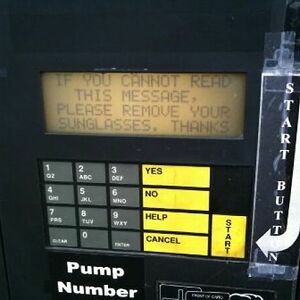 IF YOU CANNOT READ
THIS MESSAGE,
PLEASE REMOVE YOUR
SUNGLASSES. THANKS
1 QZ 2 ABC 3 DEF YES
4 GHI 5 JKL 6 MNO NO
7 PRS 8 TUV 9 WXY HELP
CLEAR 0 ENTER CANCEL
START
START BUTTON
Pump
Number